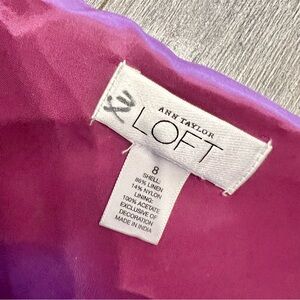 ANN TAYLOR
LOFT
8
SHELL:
86% LINEN
14% NYLON
LINING:
100% ACETATE
EXCLUSIVE OF
DECORATION
MADE IN INDIA